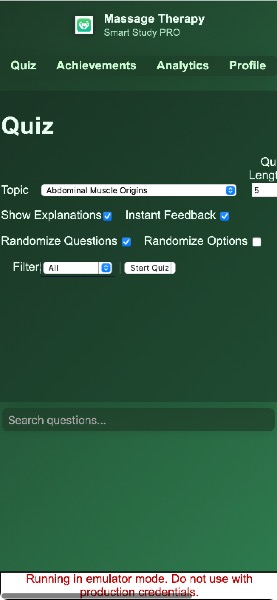 Massage Therapy
Smart Study PRO
Quiz Achievements Analytics Profile
Quiz
Topic Abdominal Muscle Origins 5
Show Explanations Instant Feedback
Randomize Questions Randomize Options
Filter All Start Quiz
Search questions...
Running in emulator mode. Do not use with
production credentials.